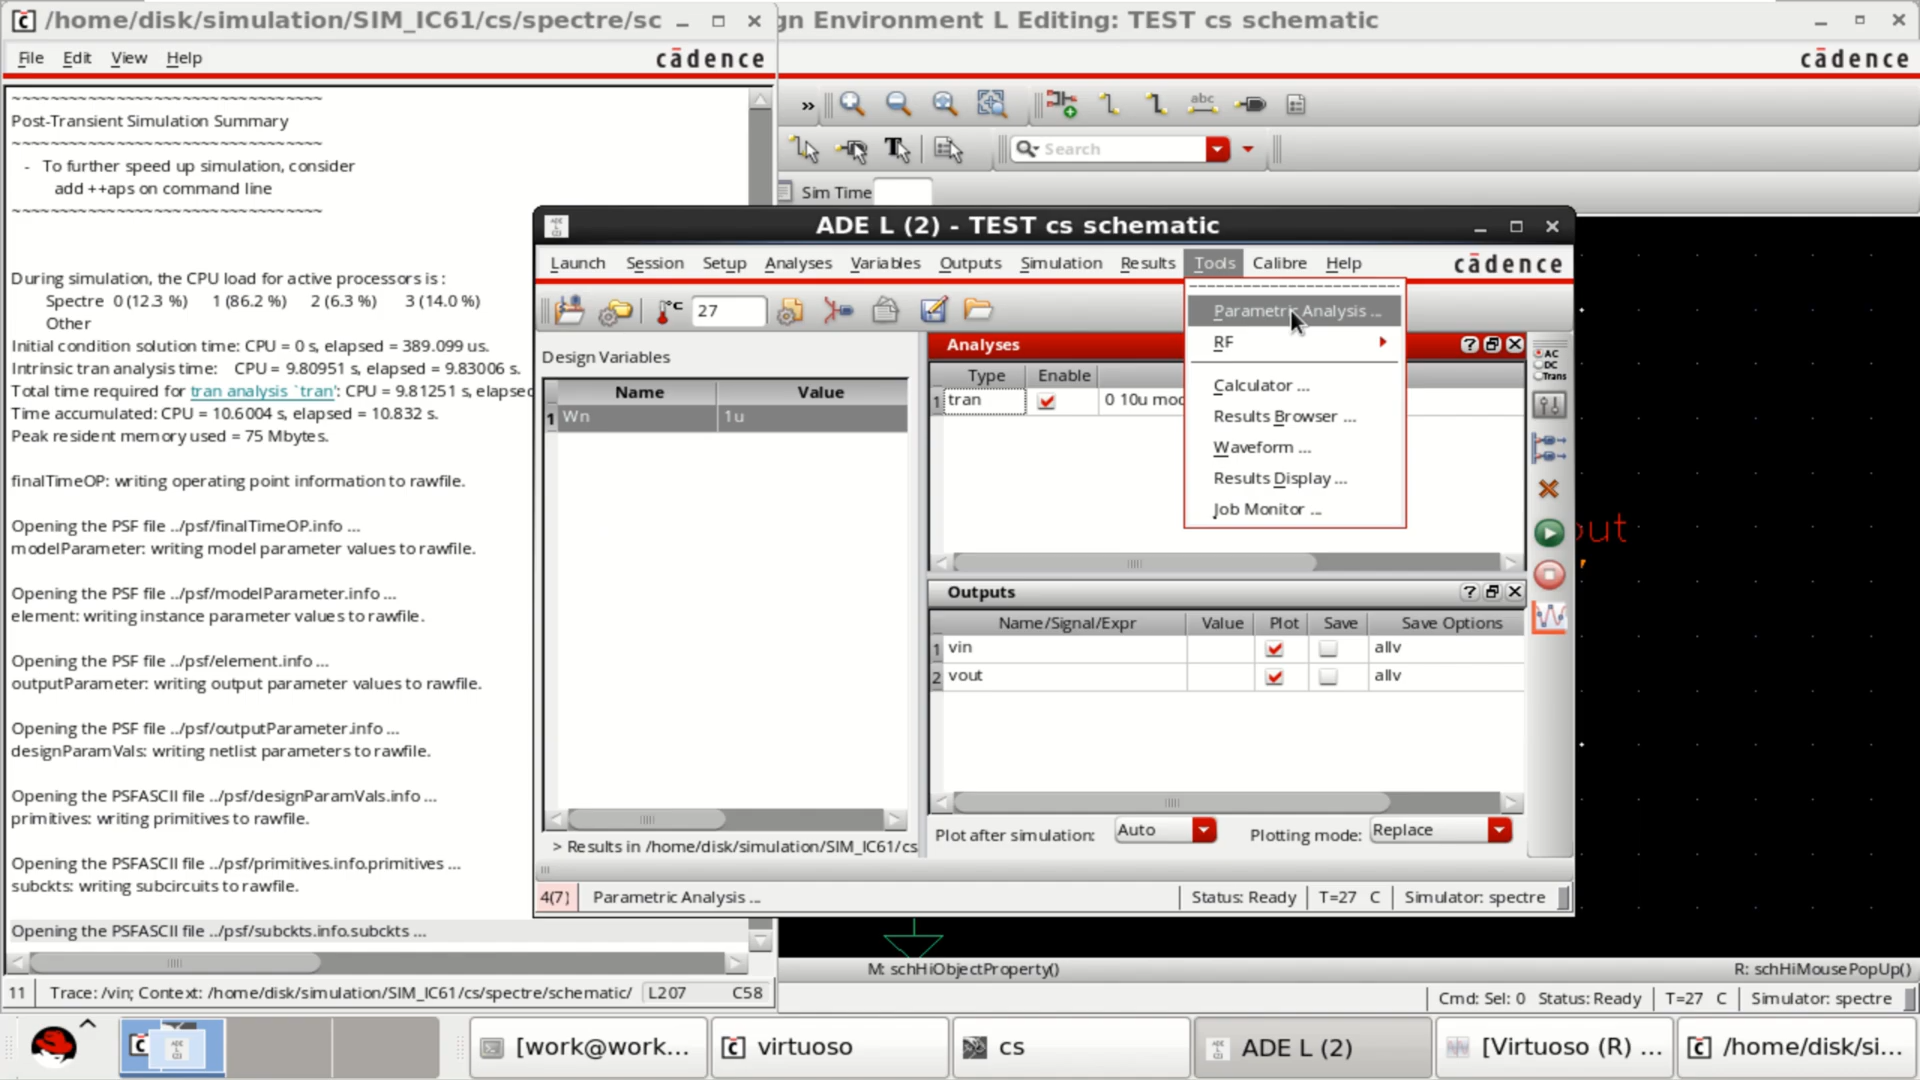 /home/disk/simulation/SIM_IC61/cs/spectre/sc
gn Environment L Editing: TEST cs schematic
File Edit View Help
cādence
cādence
~~~~~~~~~~~~~~~~~~~~~~~~~~~~~~~~
Post-Transient Simulation Summary
~~~~~~~~~~~~~~~~~~~~~~~~~~~~~~~~
- To further speed up simulation, consider
add ++aps on command line
~~~~~~~~~~~~~~~~~~~~~~~~~~~~~~~~
During simulation, the CPU load for active processors is :
Spectre 0 (12.3 %) 1 (86.2 %) 2 (6.3 %) 3 (14.0 %)
Other
Initial condition solution time: CPU = 0 s, elapsed = 389.099 us.
Intrinsic tran analysis time: CPU = 9.80951 s, elapsed = 9.83006 s.
Total time required for tran analysis `tran': CPU = 9.81251 s, elapsed
Time accumulated: CPU = 10.6004 s, elapsed = 10.832 s.
Peak resident memory used = 75 Mbytes.
finalTimeOP: writing operating point information to rawfile.
Opening the PSF file ../psf/finalTimeOP.info ...
modelParameter: writing model parameter values to rawfile.
Opening the PSF file ../psf/modelParameter.info ...
element: writing instance parameter values to rawfile.
Opening the PSF file ../psf/element.info ...
outputParameter: writing output parameter values to rawfile.
Opening the PSF file ../psf/outputParameter.info ...
designParamVals: writing netlist parameters to rawfile.
Opening the PSFASCII file ../psf/designParamVals.info ...
primitives: writing primitives to rawfile.
Opening the PSFASCII file ../psf/primitives.info.primitives ...
subckts: writing subcircuits to rawfile.
Opening the PSFASCII file ../psf/subckts.info.subckts ...
11 Trace: /vin; Context: /home/disk/simulation/SIM_IC61/cs/spectre/schematic/ L207 C58
»
abc
T
Search
Sim Time
ADE L (2) - TEST cs schematic
Launch Session Setup Analyses Variables Outputs Simulation Results Tools Calibre Help
cādence
°C 27
Parametric Analysis ...
RF
Calculator ...
Results Browser ...
Waveform ...
Results Display ...
Job Monitor ...
Design Variables
Name Value
1 Wn 1u
> Results in /home/disk/simulation/SIM_IC61/cs
Analyses
Type Enable
1 tran 0 10u mod
AC
DC
Trans
Outputs
Name/Signal/Expr Value Plot Save Save Options
1 vin allv
2 vout allv
Plot after simulation: Auto Plotting mode: Replace
4(7) Parametric Analysis ... Status: Ready T=27 C Simulator: spectre
out
M: schHiObjectProperty() R: schHiMousePopUp()
Cmd: Sel: 0 Status: Ready T=27 C Simulator: spectre
[work@work... virtuoso cs ADE L (2) [Virtuoso (R) ... /home/disk/si...